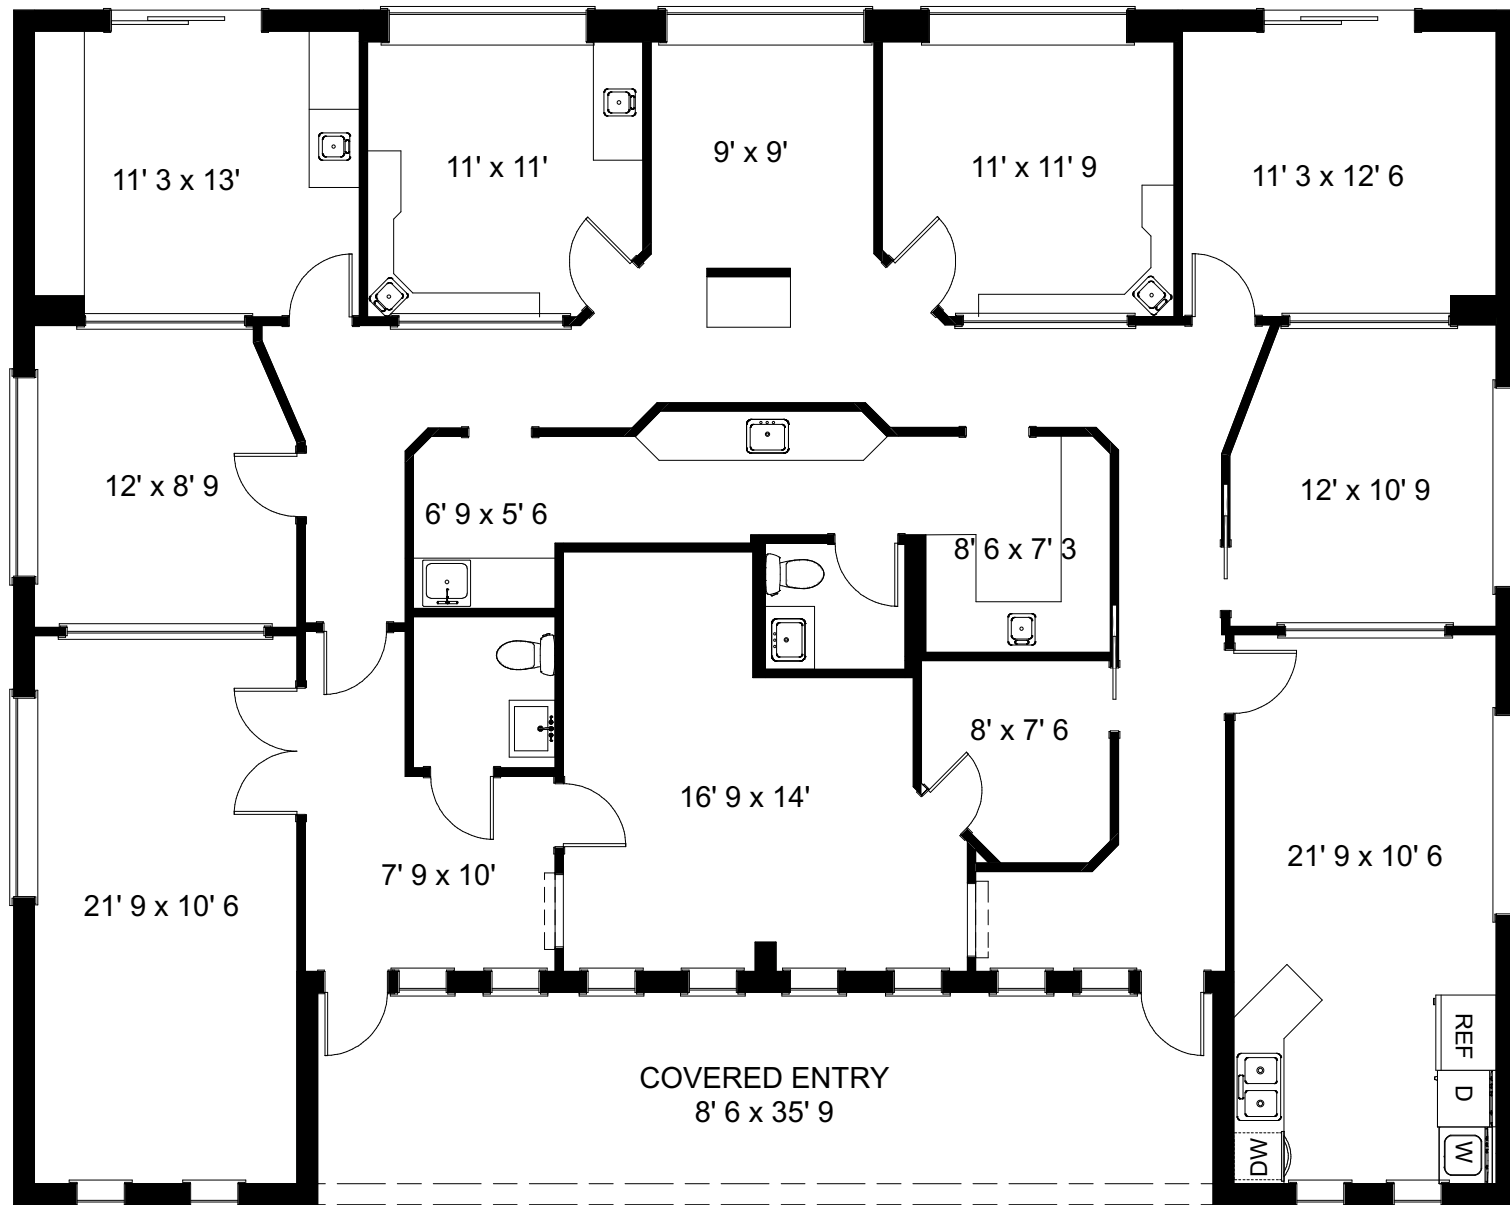 11' 3 x 13'
11' x 11'
9' x 9'
11' x 11' 9
11' 3 x 12' 6
12' x 8' 9
6' 9 x 5' 6
8' 6 x 7' 3
12' x 10' 9
8' x 7' 6
16' 9 x 14'
7' 9 x 10'
21' 9 x 10' 6
21' 9 x 10' 6
REF
D
W
DW
COVERED ENTRY
8' 6 x 35' 9